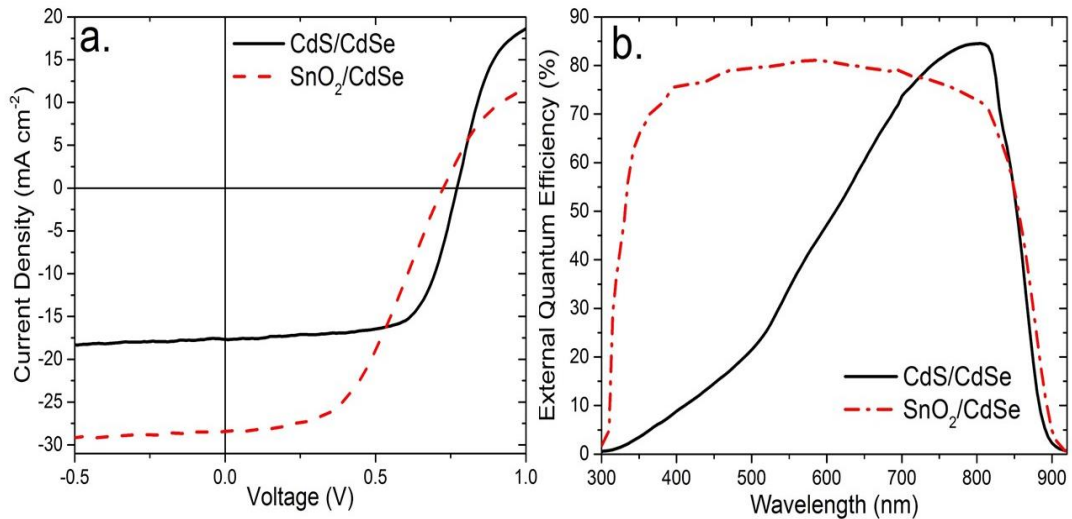 a.
CdS/CdSe
SnO₂/CdSe
20
15
10
5
0
-5
-10
-15
-20
-25
-30
Current Density (mA cm⁻²)
-0.5 0.0 0.5 1.0
Voltage (V)
b.
CdS/CdSe
SnO₂/CdSe
90
80
70
60
50
40
30
20
10
0
External Quantum Efficiency (%)
300 400 500 600 700 800 900
Wavelength (nm)